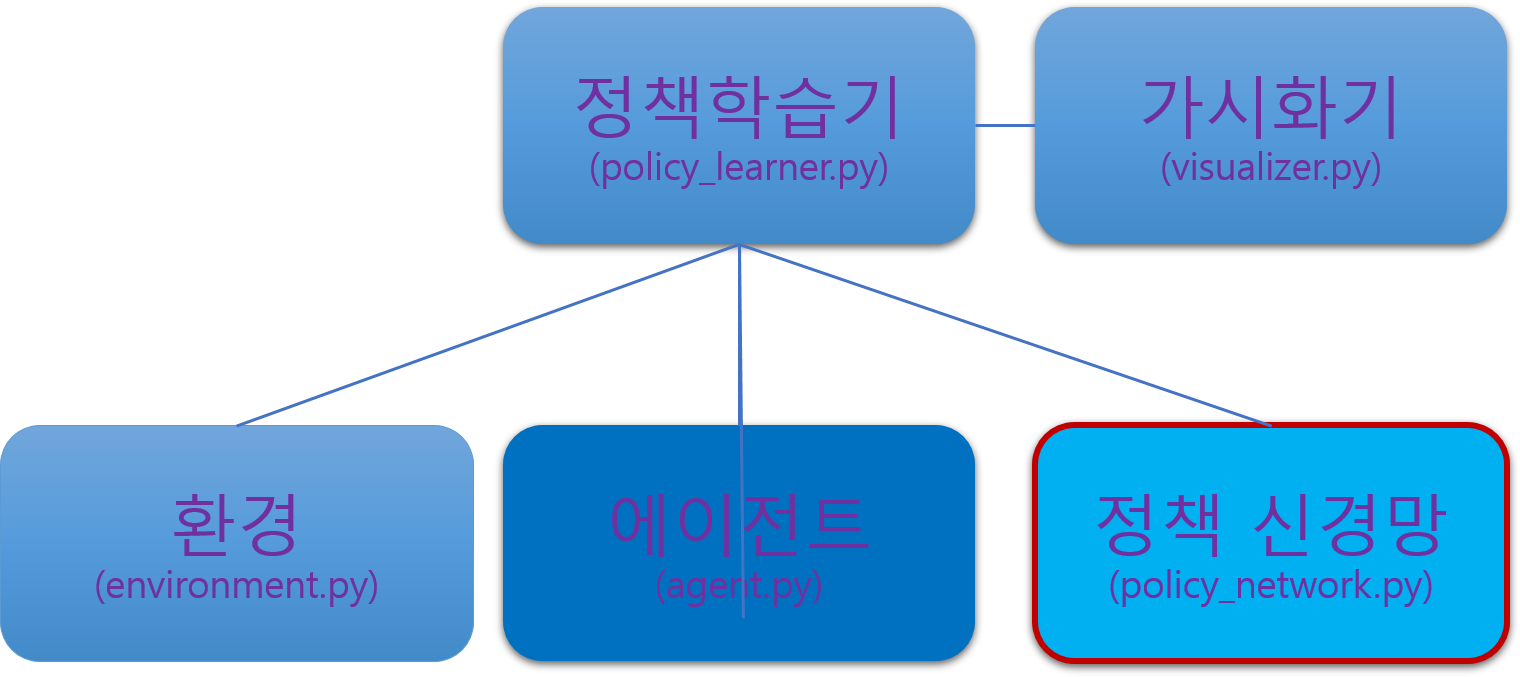 정책학습기
(policy_learner.py)
가시화기
(visualizer.py)
환경
(environment.py)
에이전트
(agent.py)
정책 신경망
(policy_network.py)